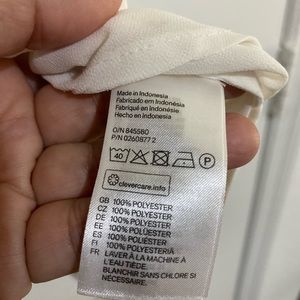 Made in Indonesia
Fabricado em Indonésia
Fabriqué en Indonésie
Hecho en Indonesia
O/N 845580
P/N 0260877 2
40
P
clevercare.info
GB 100% POLYESTER
CZ 100% POLYESTER
DE 100% POLYESTER
EE 100% POLÜESTER
ES 100% POLIÉSTER
FI 100% POLYESTERIÄ
FR LAVER À LA MACHINE À
L'EAU TIÈDE.
BLANCHIR SANS CHLORE SI
NÉCESSAIRE.